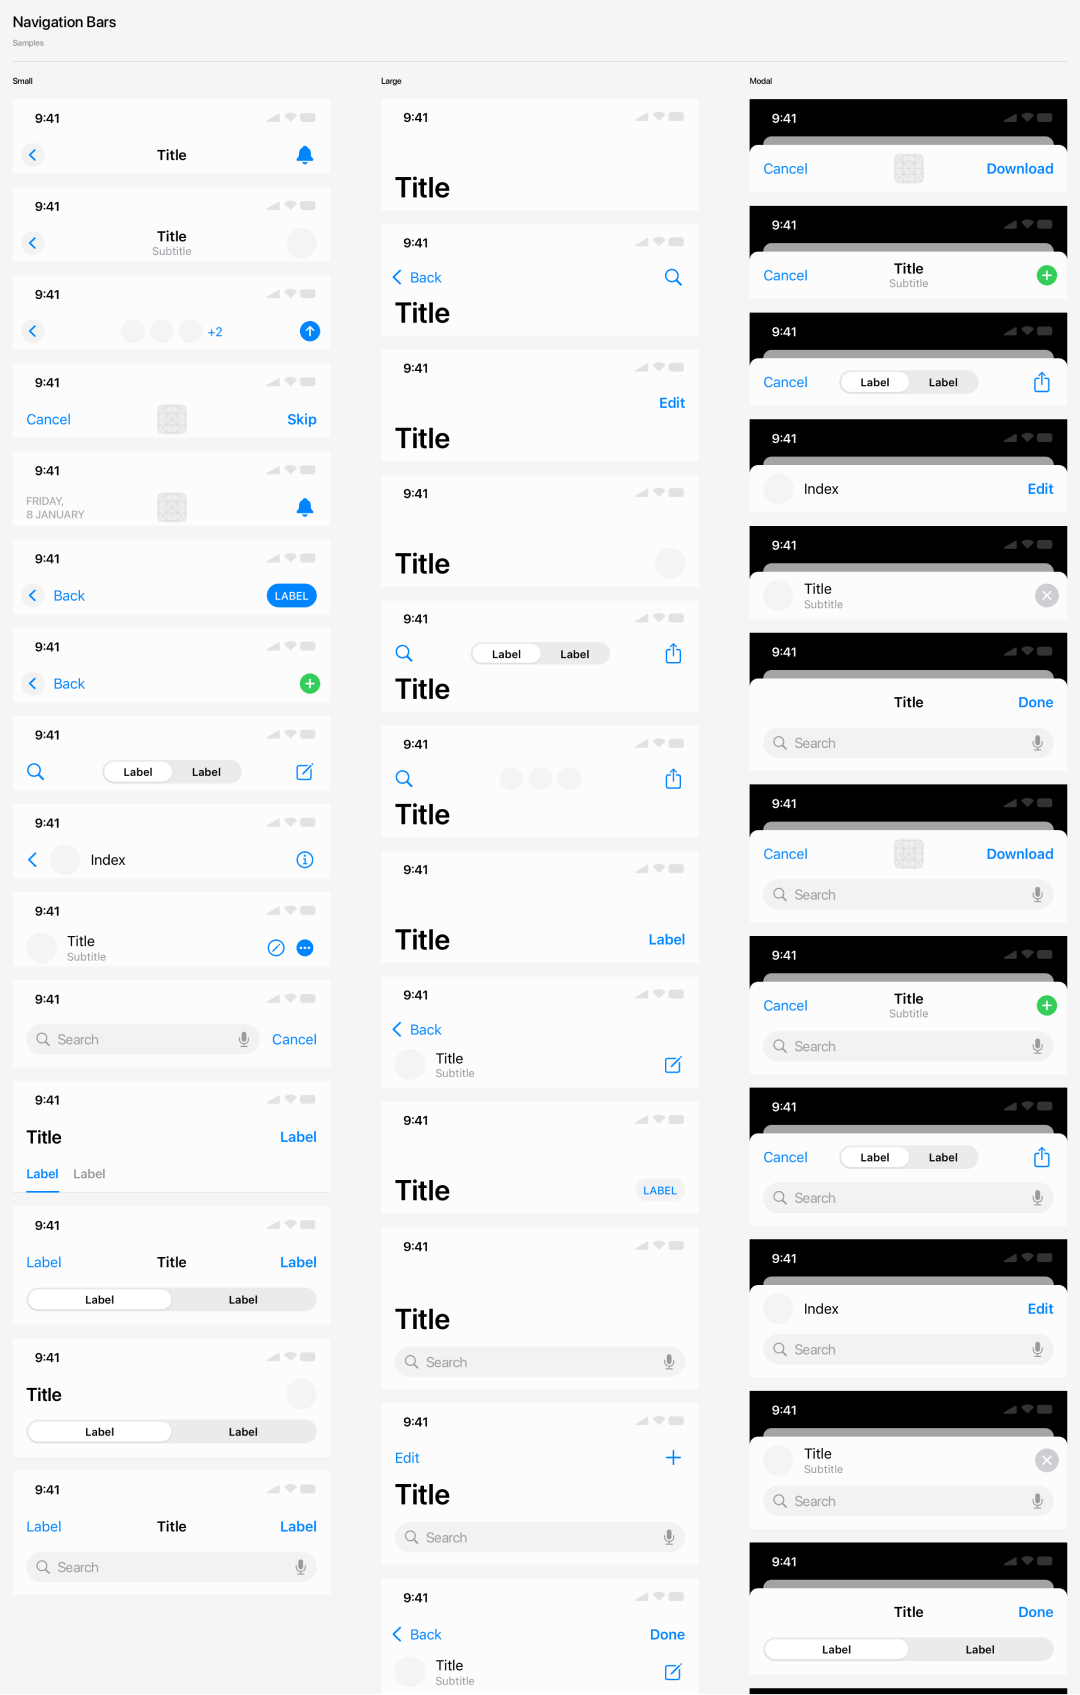 Navigation Bars
Samples
Small
9:41
Title
9:41
Title
Subtitle
9:41
+2
9:41
Cancel
Skip
9:41
FRIDAY,
8 JANUARY
9:41
Back
LABEL
9:41
Back
9:41
Label
Label
9:41
Index
9:41
Title
Subtitle
9:41
Search
Cancel
9:41
Title
Label
Label
Label
9:41
Label
Title
Label
Label
Label
9:41
Title
Label
Label
9:41
Label
Title
Label
Search
Large
9:41
Title
9:41
Back
Title
9:41
Edit
Title
9:41
Title
9:41
Label
Label
Title
9:41
Title
9:41
Title
Label
9:41
Back
Title
Subtitle
9:41
Title
LABEL
9:41
Title
Search
9:41
Edit
Title
Search
9:41
Back
Done
Title
Subtitle
Modal
9:41
Cancel
Download
9:41
Cancel
Title
Subtitle
9:41
Cancel
Label
Label
9:41
Index
Edit
9:41
Title
Subtitle
9:41
Title
Done
Search
9:41
Cancel
Download
Search
9:41
Cancel
Title
Subtitle
Search
9:41
Cancel
Label
Label
Search
9:41
Index
Edit
Search
9:41
Title
Subtitle
Search
9:41
Title
Done
Label
Label